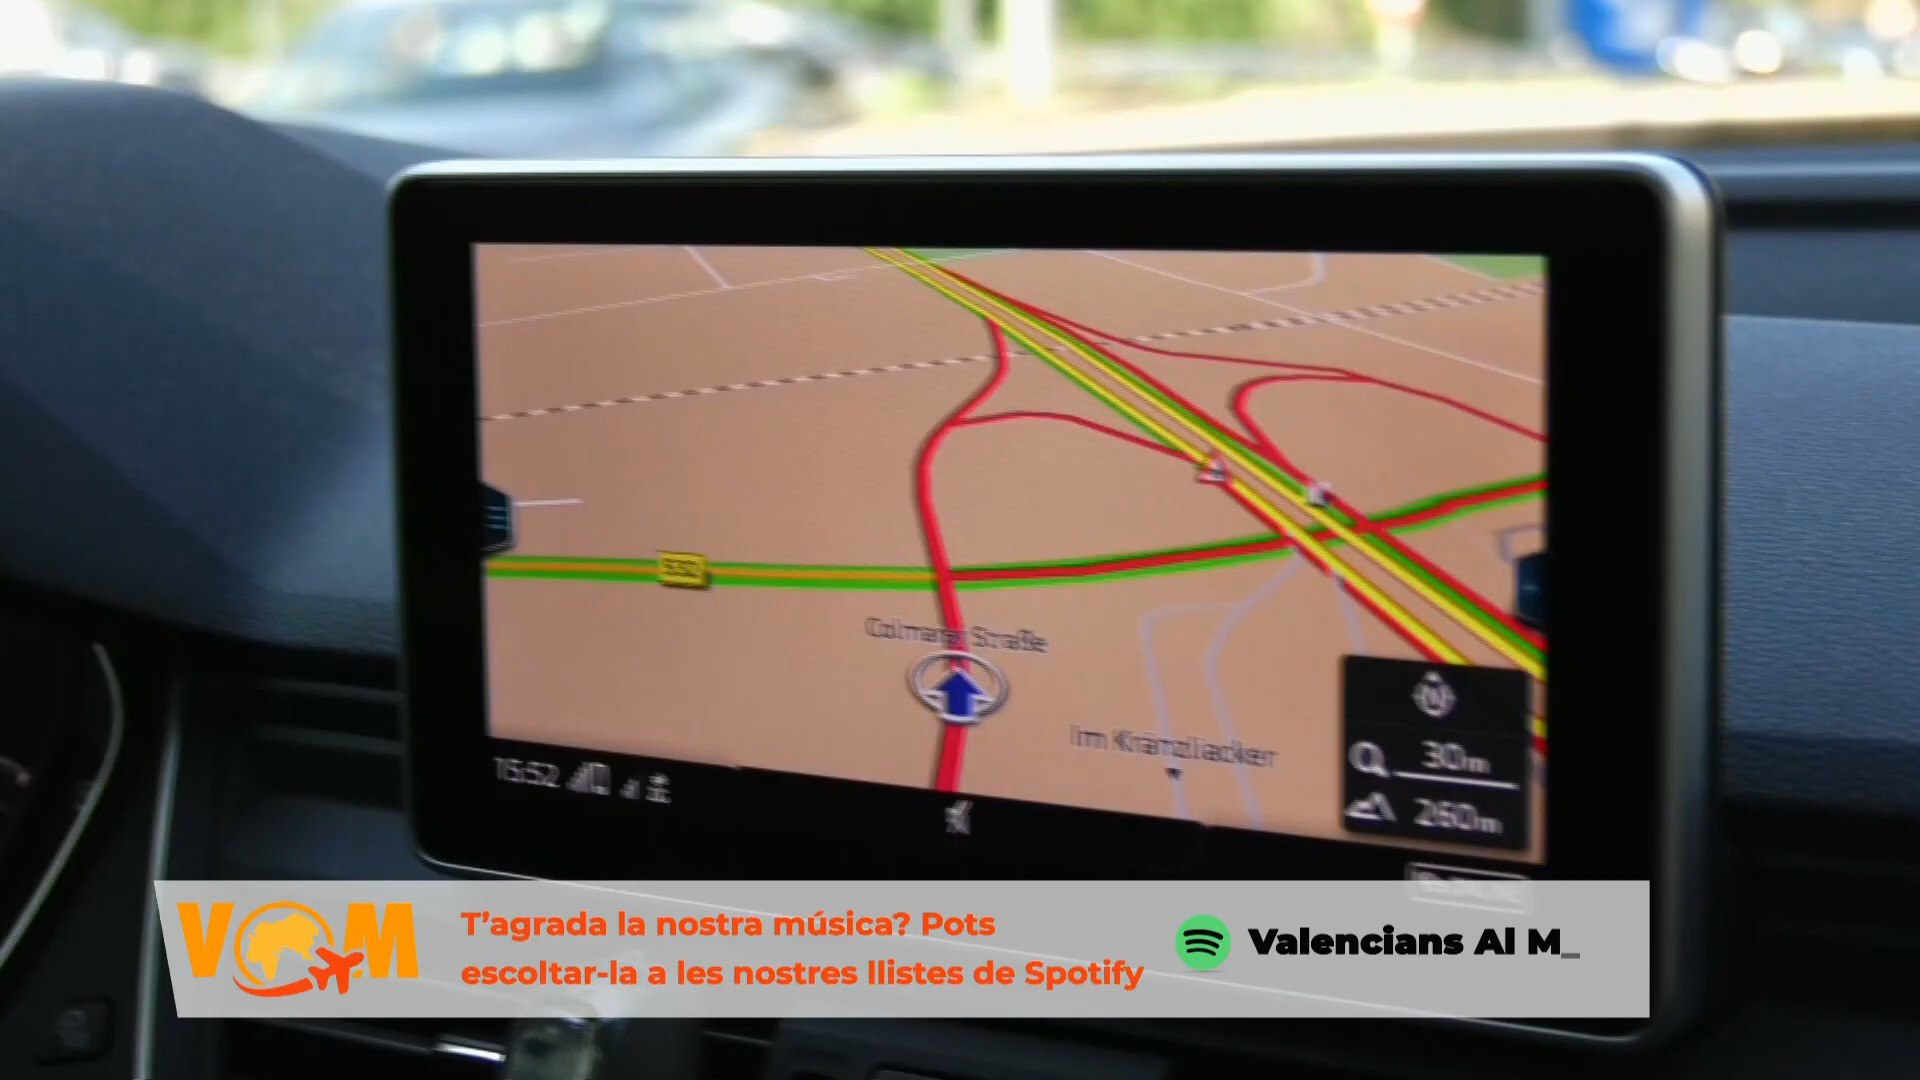 532
Colmarer Straße
Im Kränzliacker
15:52
30m
260m
VOM
T’agrada la nostra música? Pots
escoltar-la a les nostres llistes de Spotify
Valencians Al M_